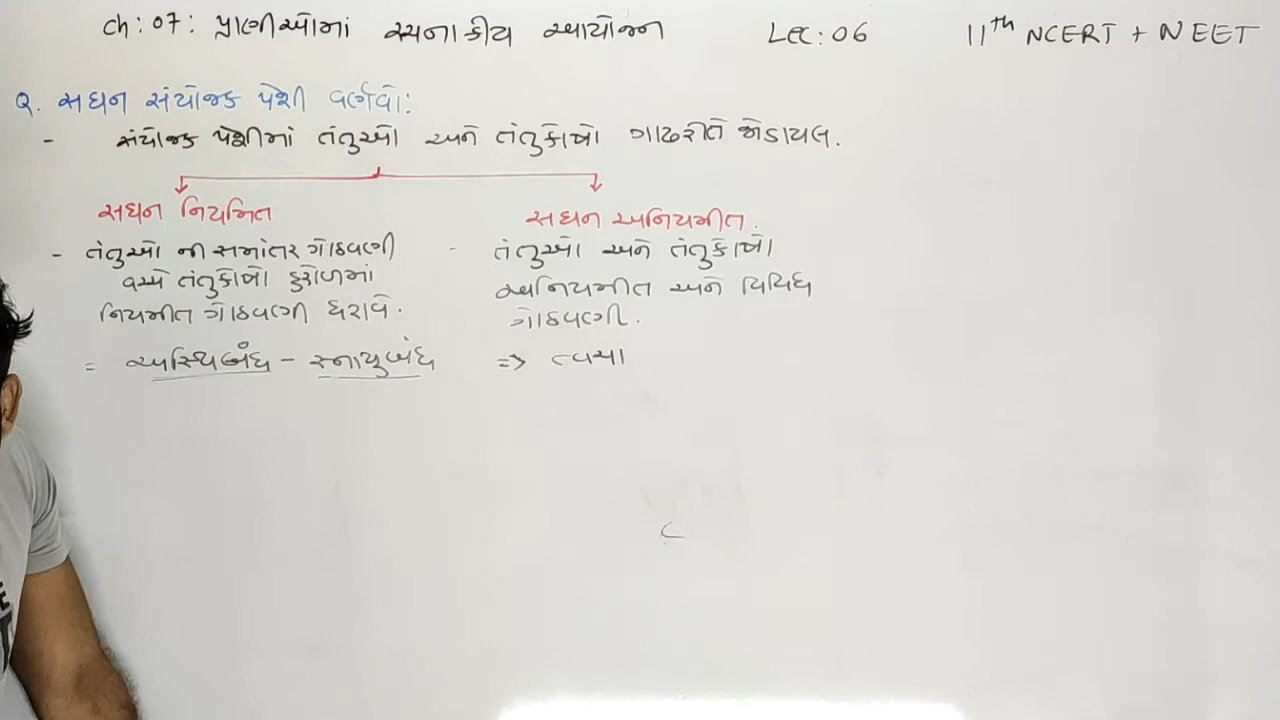 Ch : 07 : પ્રાણીઓમાં રચનાકીય આયોજન Lec : 06 11th NCERT + NEET
Q. સઘન સંયોજક પેશી વર્ણવો:
- સંયોજક પેશીમાં તંતુઓ અને તંતુકોષો ગાઢરીતે જોડાયલ.
સઘન નિયમિત
- તંતુઓ ની સમાંતર ગોઠવણી
વચ્ચે તંતુકોષો હરોળમાં
નિયમીત ગોઠવણી ધરાવે.
= અસ્થિબંધ - સ્નાયુબંધ
સઘન અનિયમીત.
- તંતુઓ અને તંતુકોષો
અનિયમીત અને વિવિધ
ગોઠવણી.
=> ત્વચા